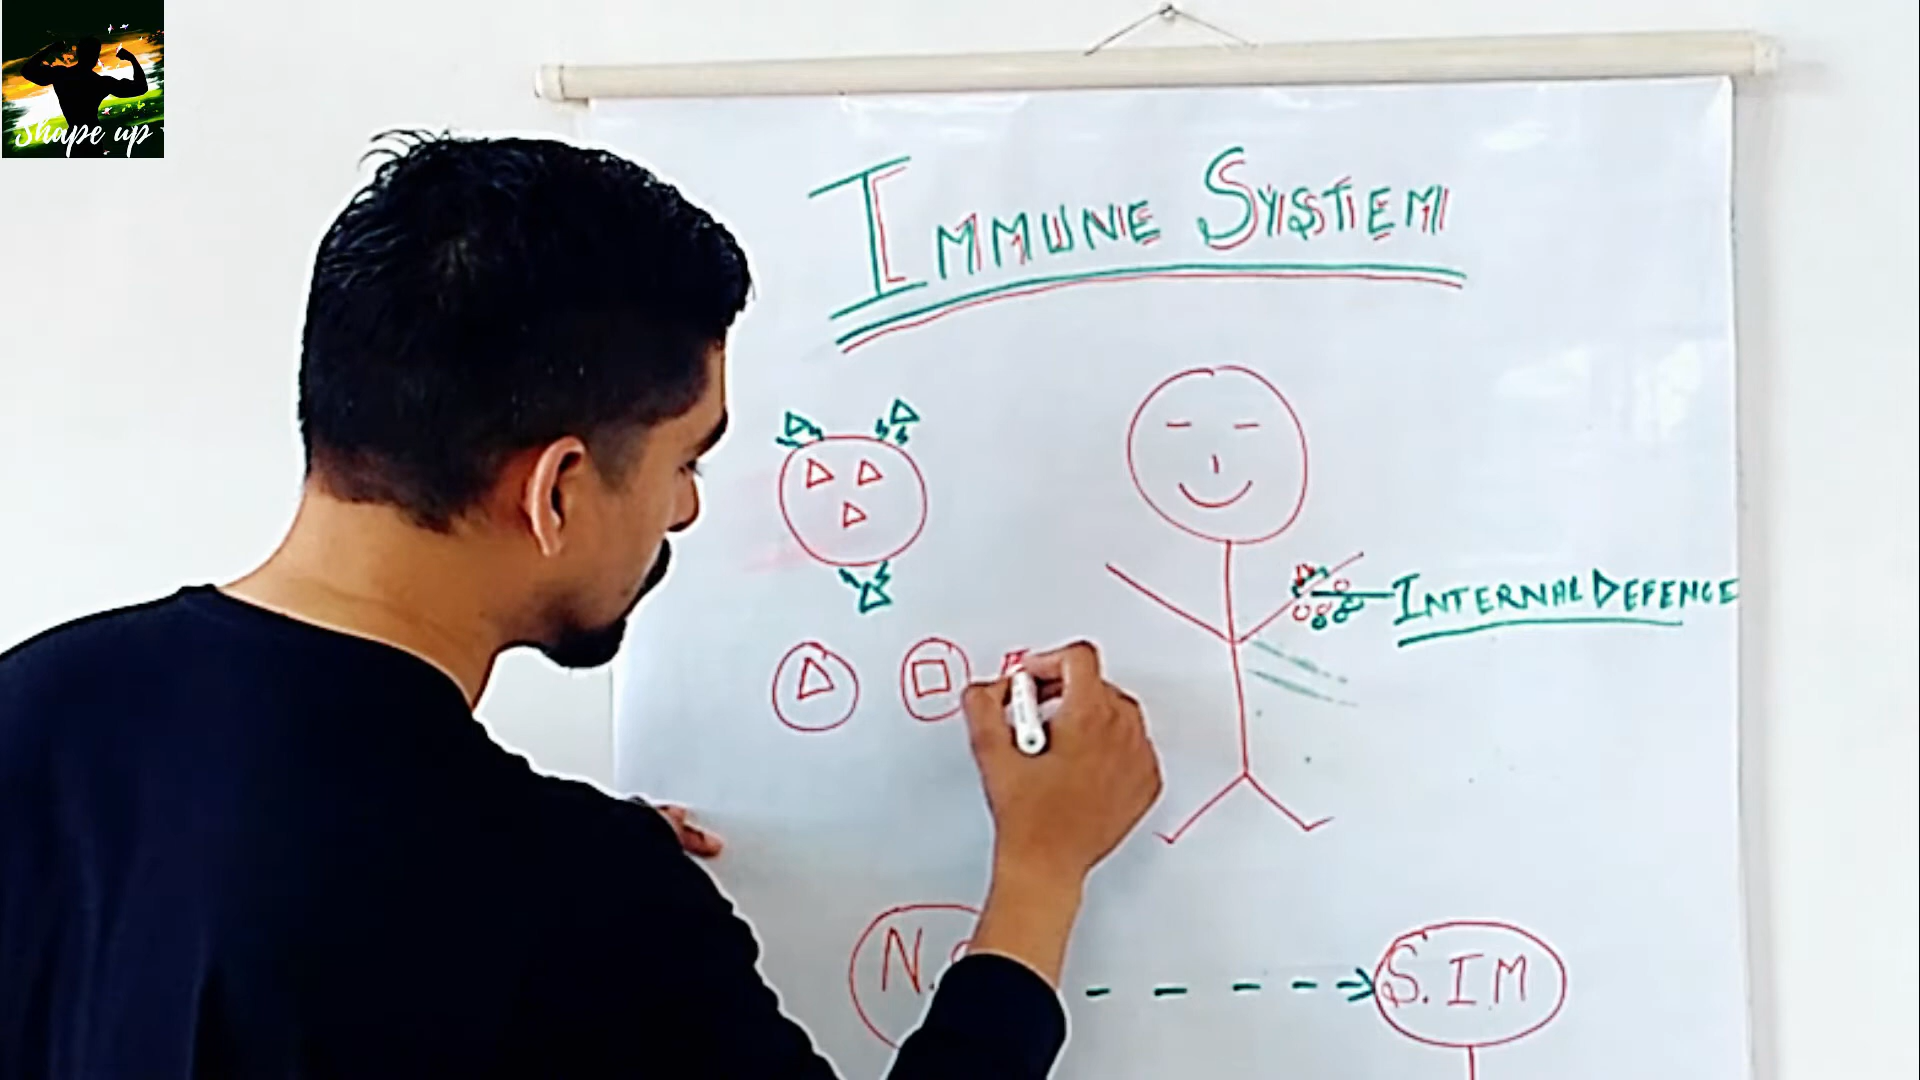 Shape up
IMMUNE SYSTEM
INTERNAL DEFENCE
N.
S.IM